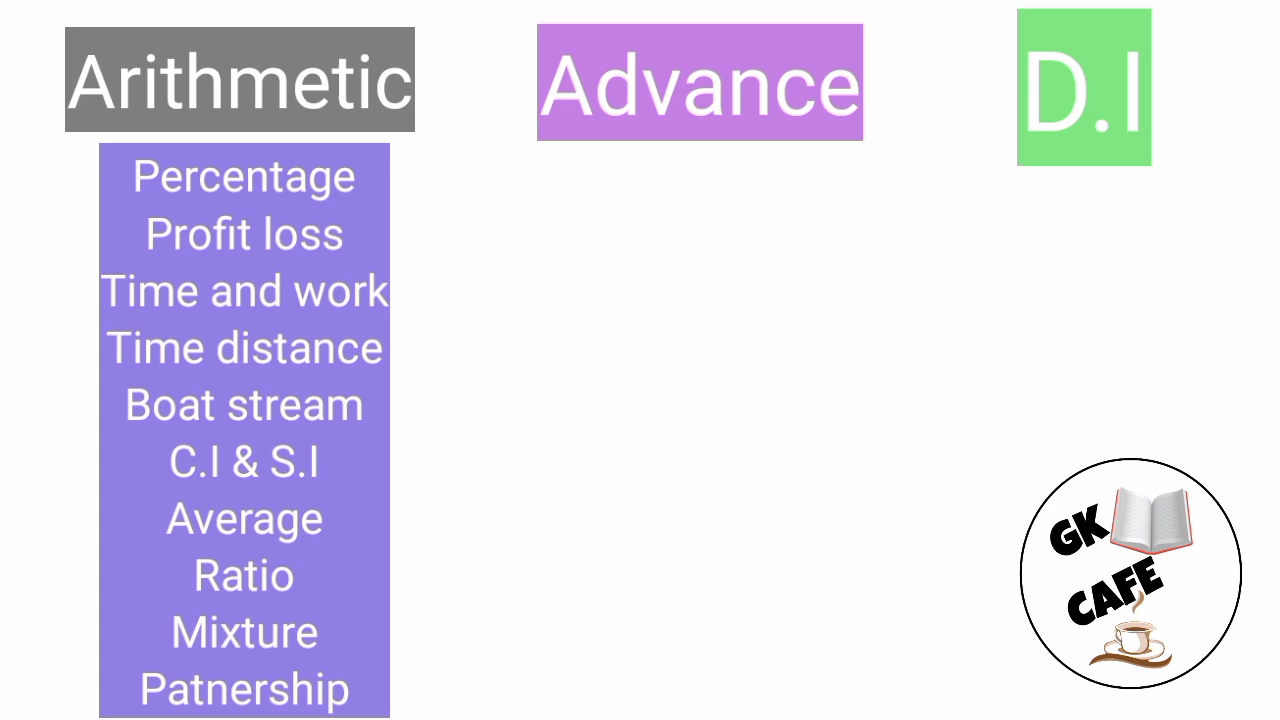 Arithmetic
Advance
D.I
Percentage
Profit loss
Time and work
Time distance
Boat stream
C.I & S.I
Average
Ratio
Mixture
Patnership
GK
CAFE